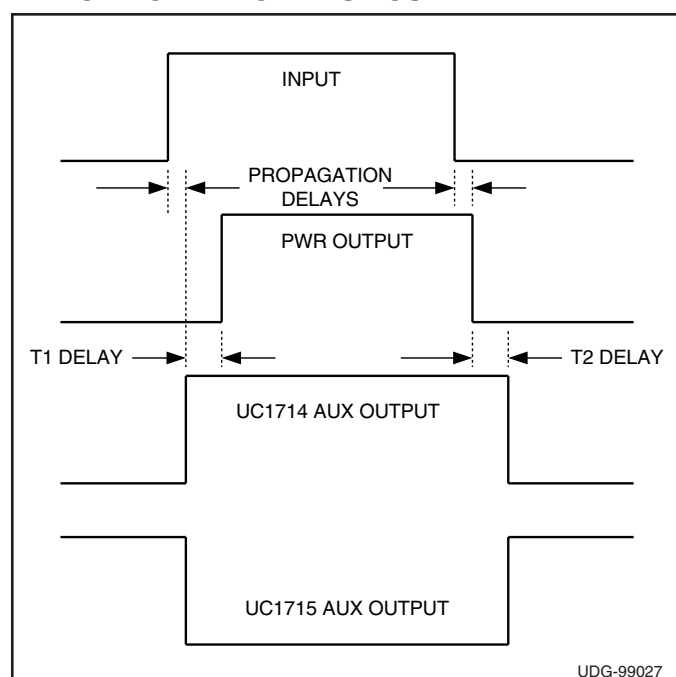 INPUT
PROPAGATION
DELAYS
PWR OUTPUT
T1 DELAY
T2 DELAY
UC1714 AUX OUTPUT
UC1715 AUX OUTPUT
UDG-99027